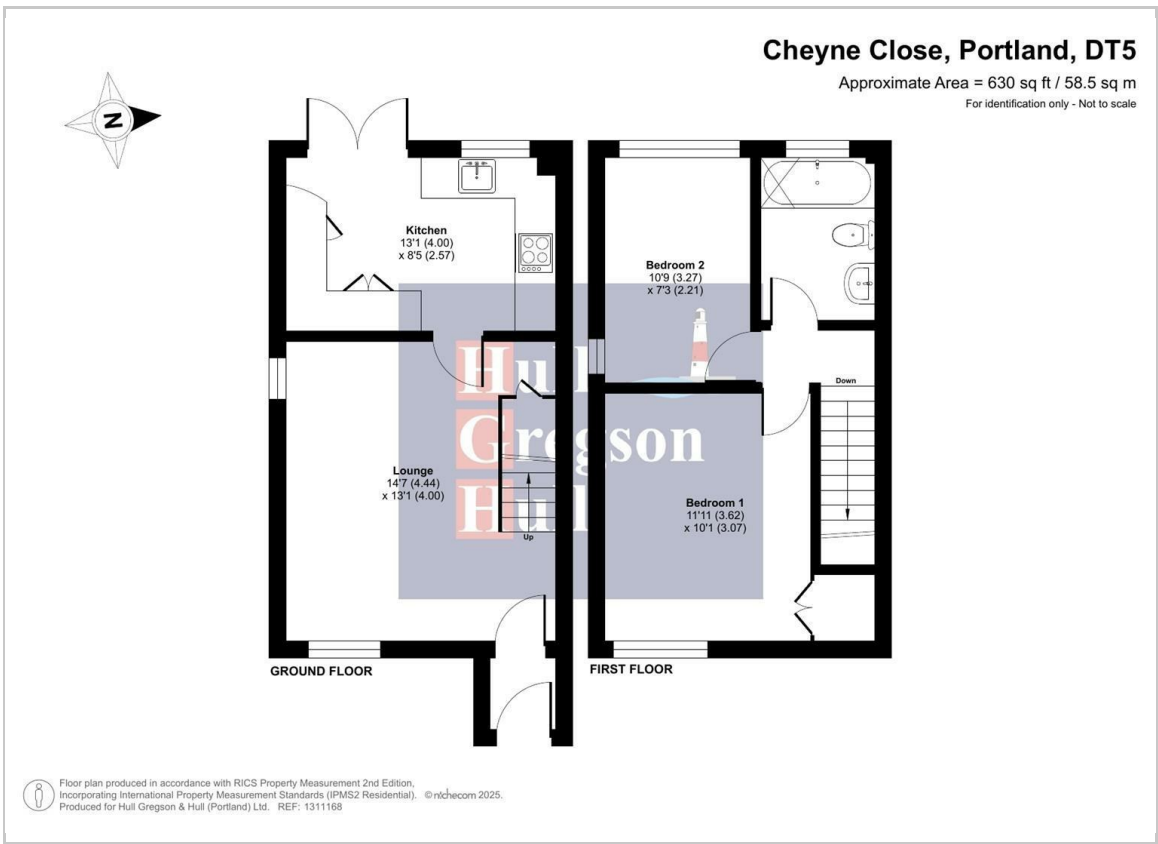 Cheyne Close, Portland, DT5
Approximate Area = 630 sq ft / 58.5 sq m
For identification only - Not to scale
N
Kitchen
13'1 (4.00)
x 8'5 (2.57)
Lounge
14'7 (4.44)
x 13'1 (4.00)
Up
GROUND FLOOR
Bedroom 2
10'9 (3.27)
x 7'3 (2.21)
Down
Bedroom 1
11'11 (3.62)
x 10'1 (3.07)
FIRST FLOOR
Hull
Gregson
Hull
Floor plan produced in accordance with RICS Property Measurement 2nd Edition,
Incorporating International Property Measurement Standards (IPMS2 Residential). ©nichecom 2025.
Produced for Hull Gregson & Hull (Portland) Ltd. REF: 1311168